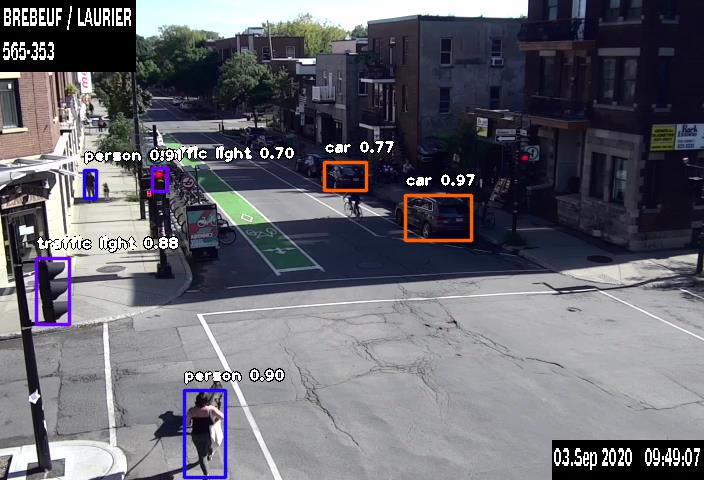 BREBEUF / LAURIER
565-353
person 0.91
traffic light 0.70
car 0.77
car 0.97
traffic light 0.88
person 0.90
03.Sep 2020 09:49:07